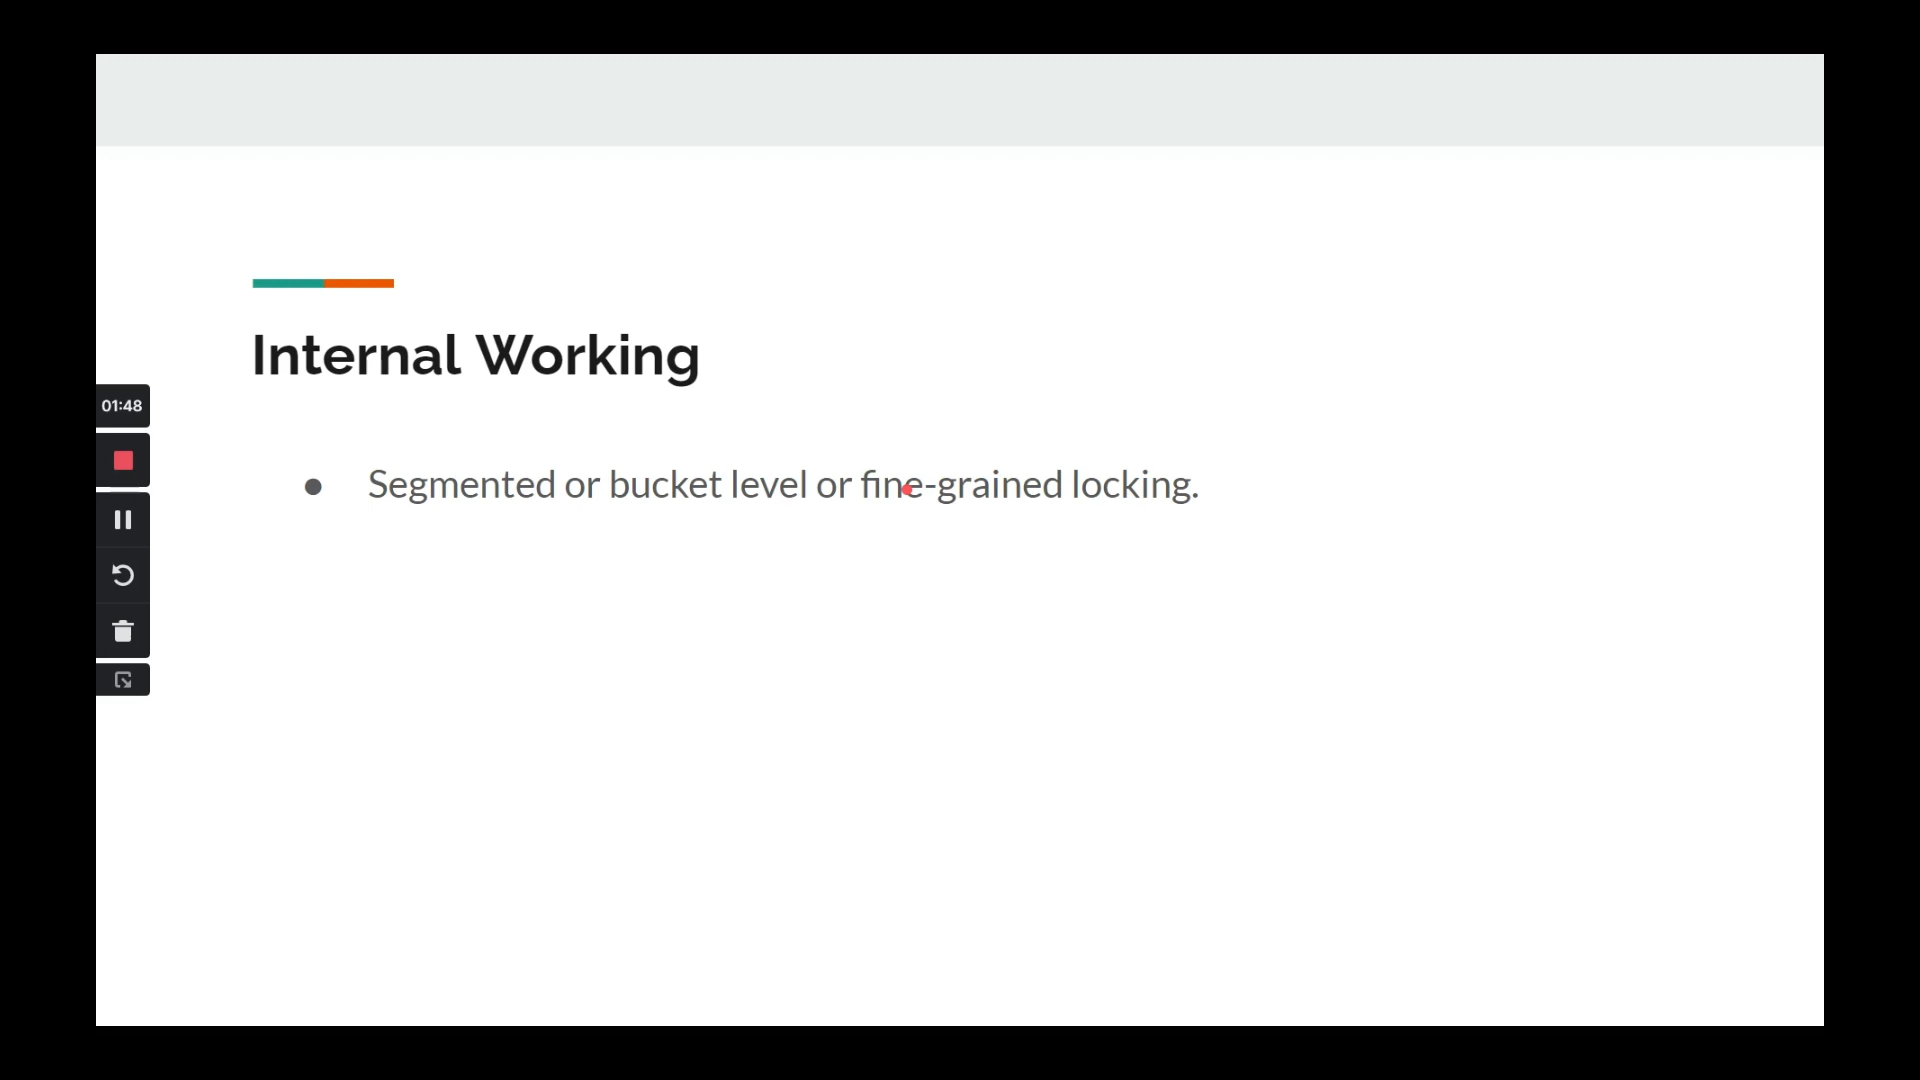 Internal Working
01:48
● Segmented or bucket level or fine-grained locking.